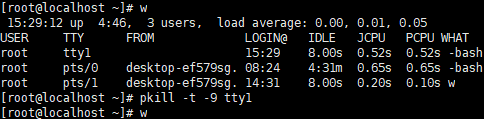 [root@localhost ~]# w
15:29:12 up  4:46,  3 users,  load average: 0.00, 0.01, 0.05
USER     TTY      FROM             LOGIN@   IDLE   JCPU   PCPU WHAT
root     tty1                      15:29    8.00s  0.52s  0.52s -bash
root     pts/0    desktop-ef579sg. 08:24    4:31m  0.65s  0.65s -bash
root     pts/1    desktop-ef579sg. 14:31    8.00s  0.20s  0.10s w
[root@localhost ~]# pkill -t -9 tty1
[root@localhost ~]# w